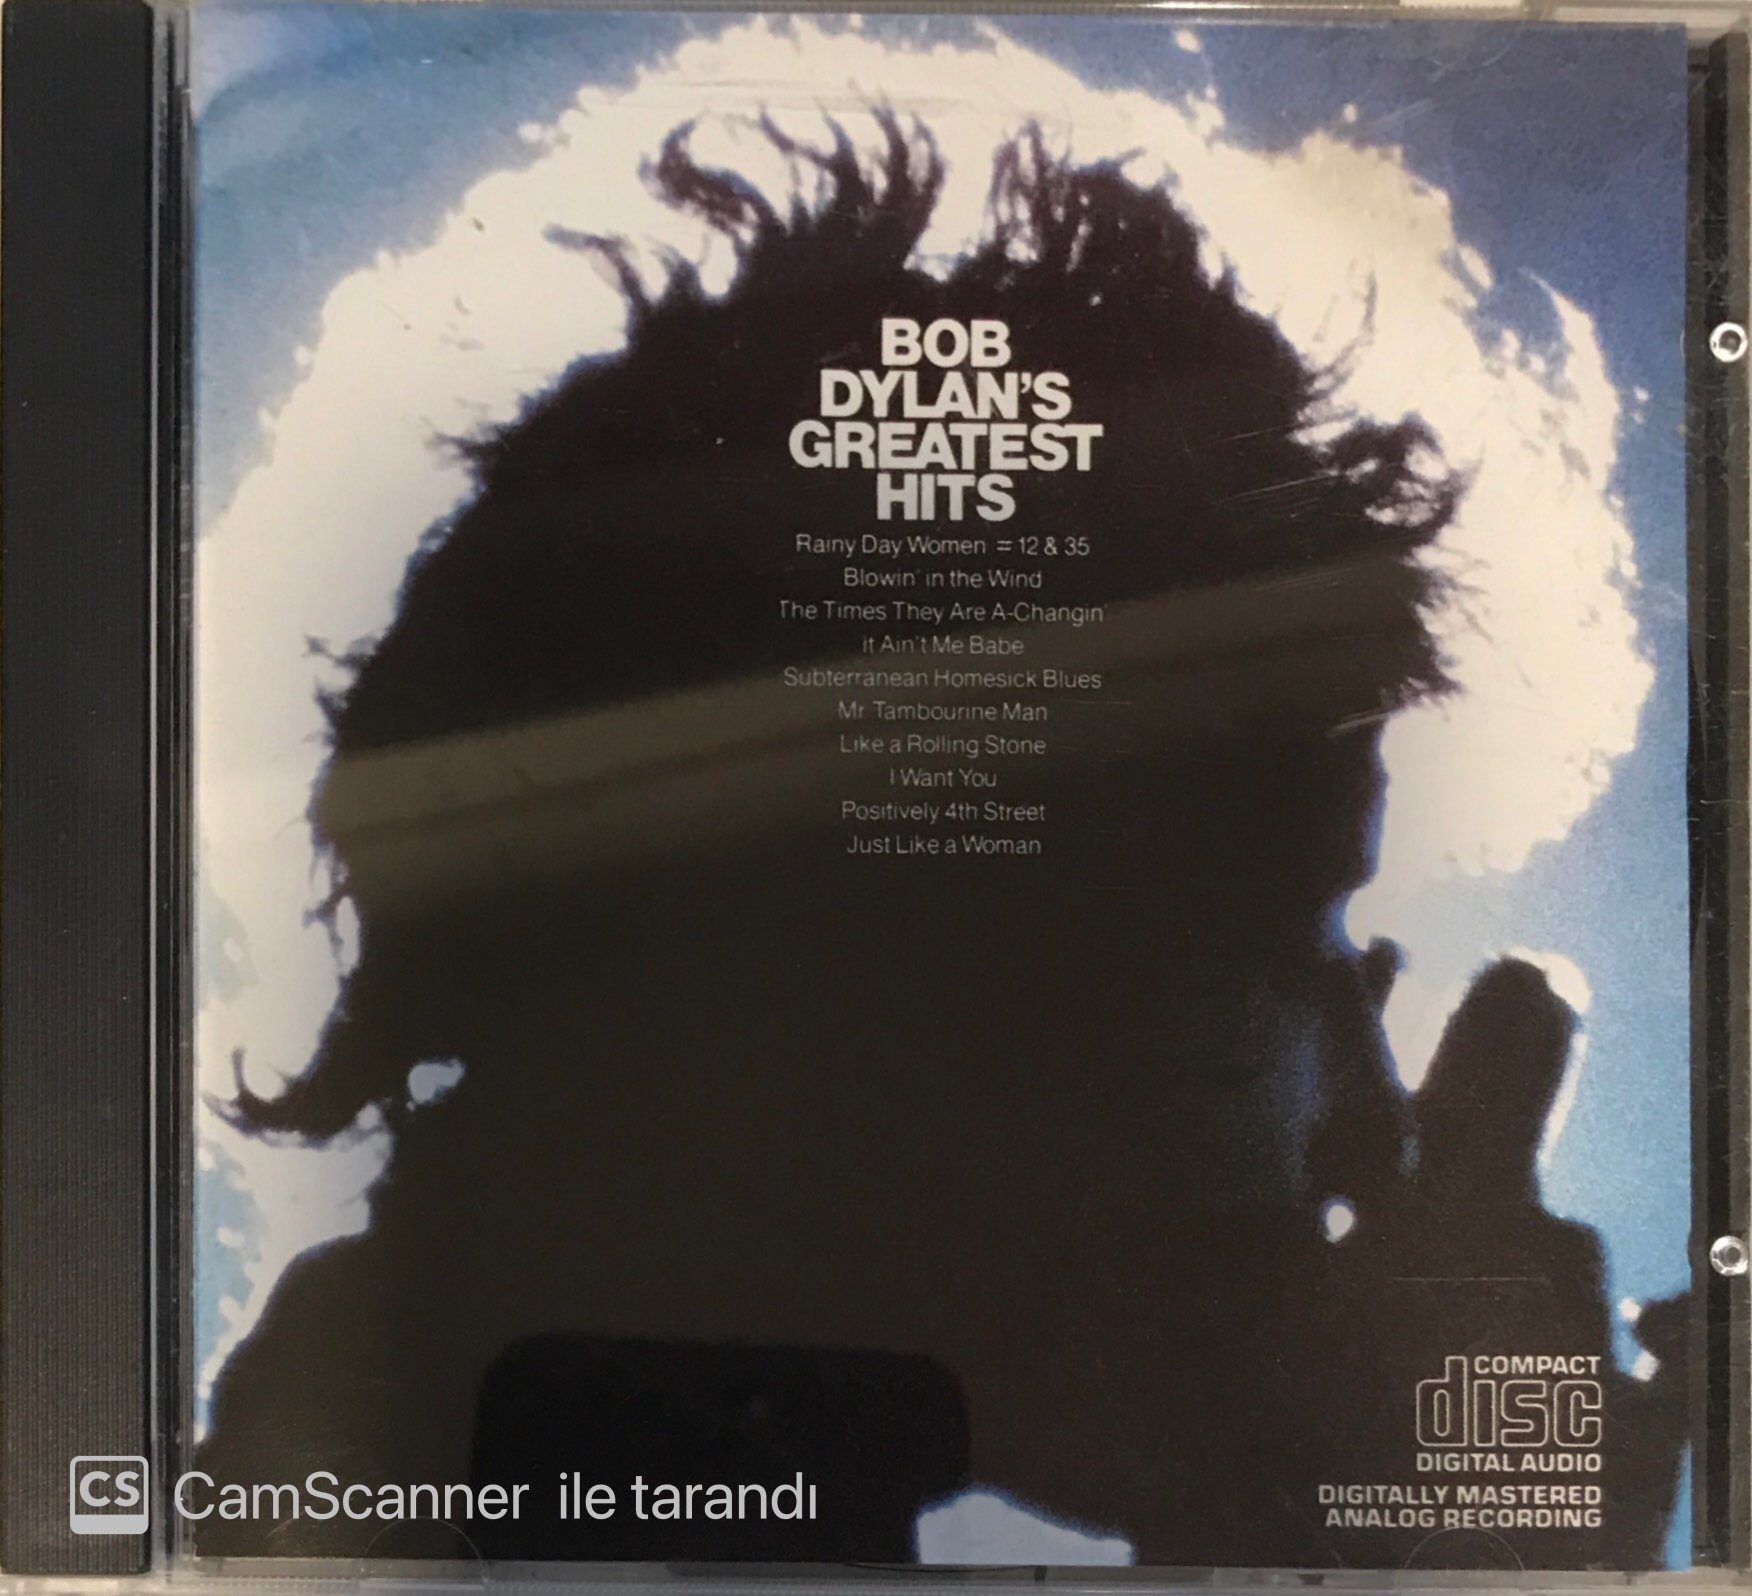 BOB
DYLAN'S
GREATEST
HITS
Rainy Day Women = 12 & 35
Blowin' in the Wind
The Times They Are A-Changin'
It Ain't Me Babe
Subterranean Homesick Blues
Mr. Tambourine Man
Like a Rolling Stone
I Want You
Positively 4th Street
Just Like a Woman
COMPACT
disc
DIGITAL AUDIO
DIGITALLY MASTERED
ANALOG RECORDING
CS CamScanner ile tarandı